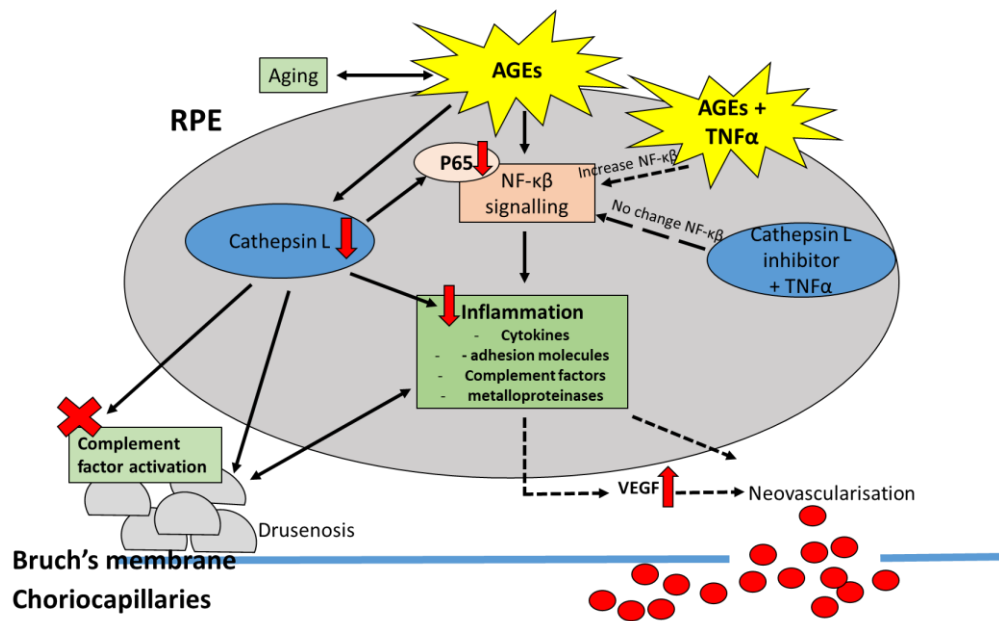 AGEs
Aging
RPE
AGEs +
TNFα
P65
Increase NF-κβ
NF-κβ
signalling
No change NF-κβ
Cathepsin L
Cathepsin L
inhibitor
+ TNFα
Inflammation
- Cytokines
- - adhesion molecules
- Complement factors
- metalloproteinases
Complement
factor activation
VEGF
Neovascularisation
Drusenosis
Bruch's membrane
Choriocapillaries